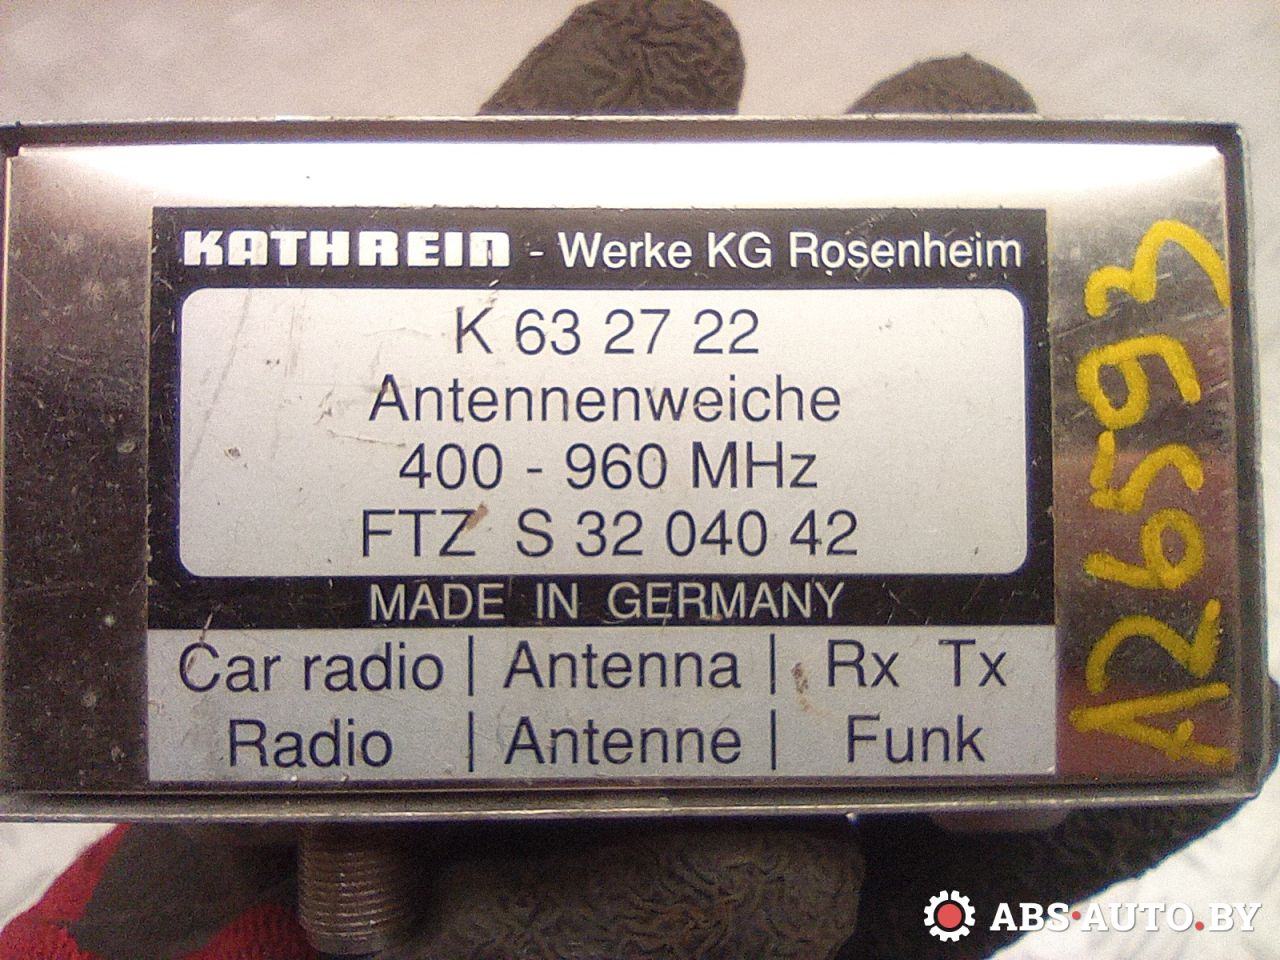 KATHREIN - Werke KG Rosenheim
K 63 27 22
Antennenweiche
400 - 960 MHz
FTZ S 32 040 42
MADE IN GERMANY
Car radio | Antenna | Rx Tx
Radio | Antenne | Funk
A2693
ABS·AUTO.BY